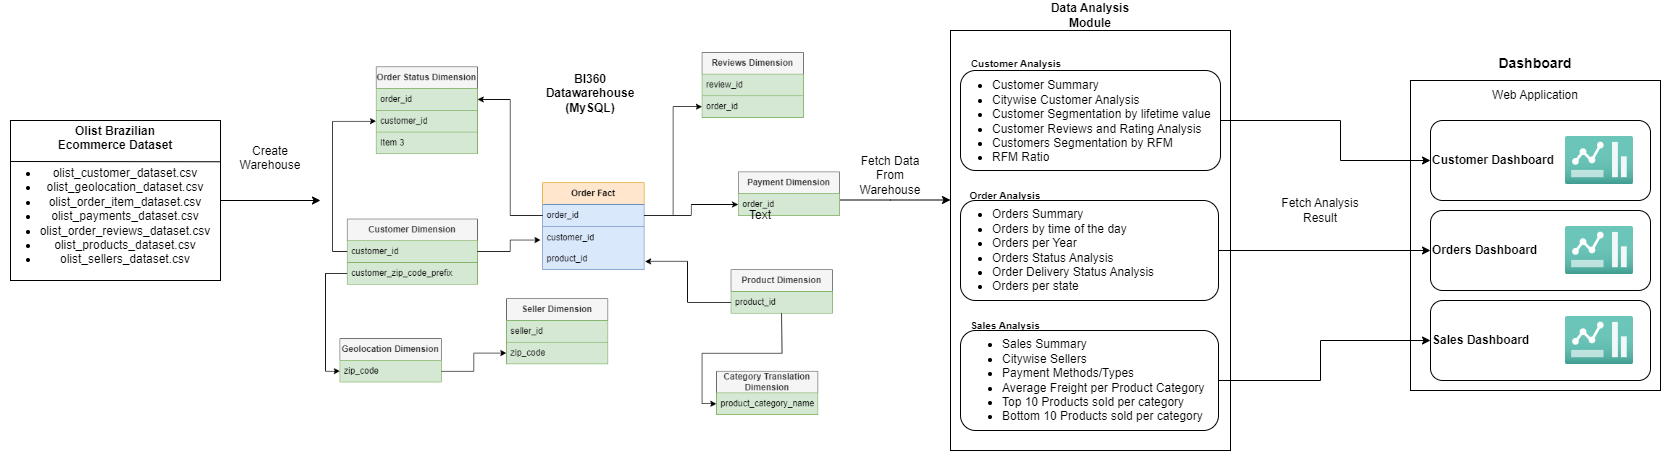 Olist Brazilian
Ecommerce Dataset
olist_customer_dataset.csv
olist_geolocation_dataset.csv
olist_order_item_dataset.csv
olist_payments_dataset.csv
olist_order_reviews_dataset.csv
olist_products_dataset.csv
olist_sellers_dataset.csv
Create
Warehouse
BI360
Datawarehouse
(MySQL)
Order Status Dimension
order_id
customer_id
Item 3
Reviews Dimension
review_id
order_id
Customer Dimension
customer_id
customer_zip_code_prefix
Order Fact
order_id
customer_id
product_id
Payment Dimension
order_id
Text
Product Dimension
product_id
Seller Dimension
seller_id
zip_code
Geolocation Dimension
zip_code
Category Translation
Dimension
product_category_name
Fetch Data
From
Warehouse
Data Analysis
Module
Customer Analysis
Customer Summary
Citywise Customer Analysis
Customer Segmentation by lifetime value
Customer Reviews and Rating Analysis
Customers Segmentation by RFM
RFM Ratio
Order Analysis
Orders Summary
Orders by time of the day
Orders per Year
Orders Status Analysis
Order Delivery Status Analysis
Orders per state
Sales Analysis
Sales Summary
Citywise Sellers
Payment Methods/Types
Average Freight per Product Category
Top 10 Products sold per category
Bottom 10 Products sold per category
Fetch Analysis
Result
Dashboard
Web Application
Customer Dashboard
Orders Dashboard
Sales Dashboard